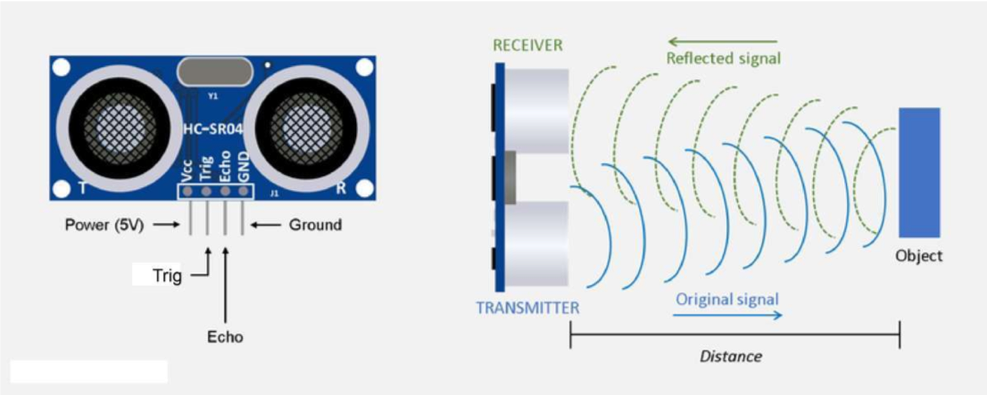 Y1
HC-SR04
Vcc
Trig
Echo
GND
T
J1
R
Power (5V)
Ground
Trig
Echo
RECEIVER
Reflected signal
Object
TRANSMITTER
Original signal
Distance